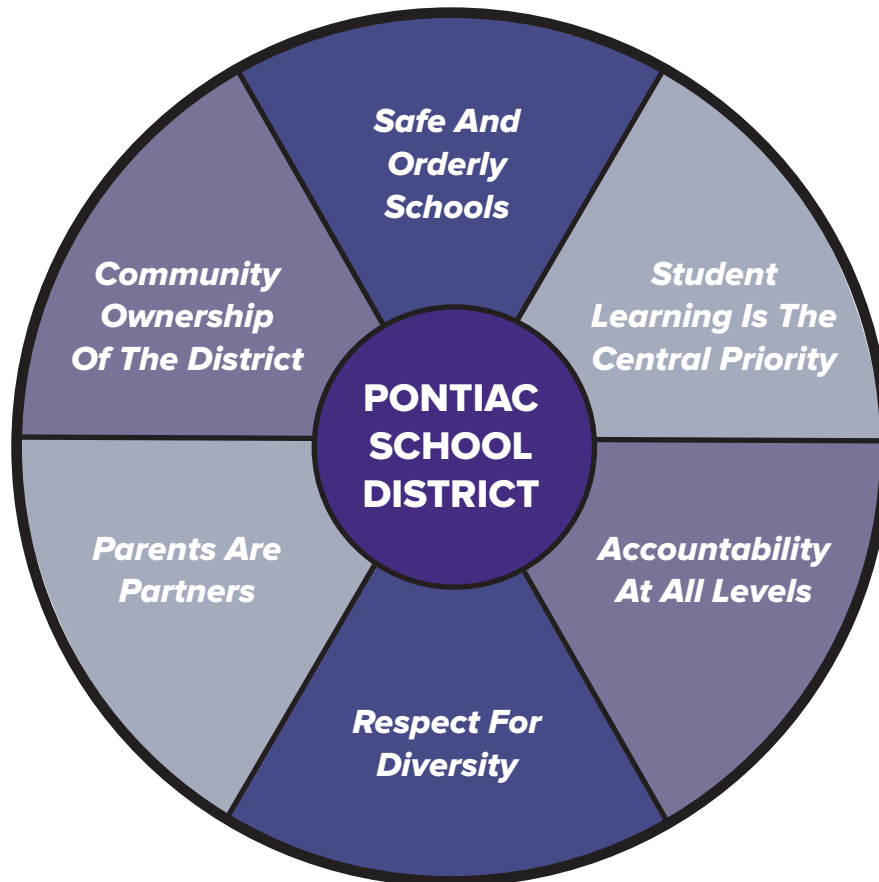 Safe And
Orderly
Schools
Student
Learning Is The
Central Priority
Accountability
At All Levels
Respect For
Diversity
Parents Are
Partners
Community
Ownership
Of The District
PONTIAC
SCHOOL
DISTRICT